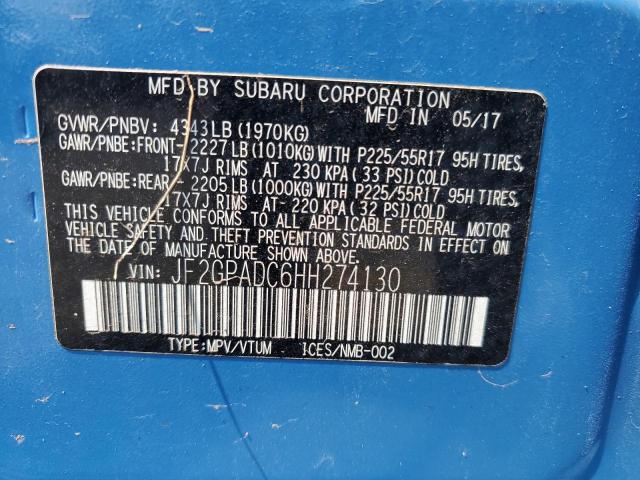 MFD BY SUBARU CORPORATION
MFD IN 05/17
GVWR/PNBV: 4343LB (1970KG)
GAWR/PNBE:FRONT- 2227 LB (1010KG) WITH P225/55R17 95H TIRES,
17X7J RIMS AT 230 KPA ( 33 PSI) COLD
GAWR/PNBE:REAR- 2205 LB (1000KG) WITH P225/55R17 95H TIRES,
17X7J RIMS AT- 220 KPA (32 PSI) COLD
THIS VEHICLE CONFORMS TO ALL APPLICABLE FEDERAL MOTOR
VEHICLE SAFETY AND THEFT PREVENTION STANDARDS IN EFFECT ON
THE DATE OF MANUFACTURE SHOWN ABOVE.
VIN: JF2GPADC6HH274130
TYPE:MPV/VTUM ICES/NMB-002